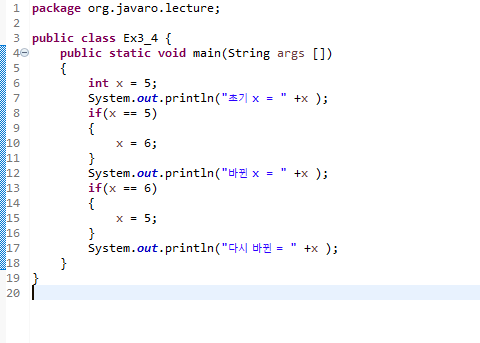 1 package org.javaro.lecture;
2
3 public class Ex3_4 {
4 public static void main(String args [])
5 {
6 int x = 5;
7 System.out.println("초기 x = " +x );
8 if(x == 5)
9 {
10 x = 6;
11 }
12 System.out.println("바뀐 x = " +x );
13 if(x == 6)
14 {
15 x = 5;
16 }
17 System.out.println("다시 바뀐 = " +x );
18 }
19 }
20